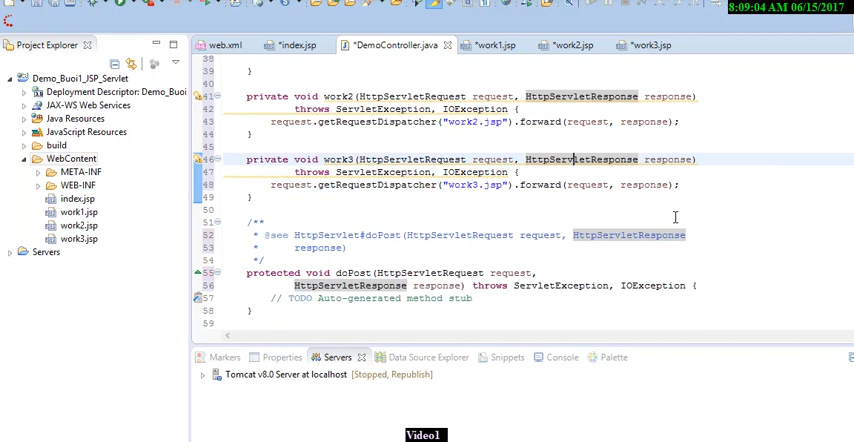 8:09:04 AM 06/15/2017
Project Explorer
web.xml *index.jsp *DemoController.java *work1.jsp *work2.jsp *work3.jsp
Demo_Buoi1_JSP_Servlet
Deployment Descriptor: Demo_Buoi
JAX-WS Web Services
Java Resources
JavaScript Resources
build
WebContent
META-INF
WEB-INF
index.jsp
work1.jsp
work2.jsp
work3.jsp
Servers
38
39 }
40
41 private void work2(HttpServletRequest request, HttpServletResponse response)
42 throws ServletException, IOException {
43 request.getRequestDispatcher("work2.jsp").forward(request, response);
44 }
45
46 private void work3(HttpServletRequest request, HttpServletResponse response)
47 throws ServletException, IOException {
48 request.getRequestDispatcher("work3.jsp").forward(request, response);
49 }
50
51 /**
52 * @see HttpServlet#doPost(HttpServletRequest request, HttpServletResponse
53 * response)
54 */
55 protected void doPost(HttpServletRequest request,
56 HttpServletResponse response) throws ServletException, IOException {
57 // TODO Auto-generated method stub
58 }
59
Markers Properties Servers Data Source Explorer Snippets Console Palette
Tomcat v8.0 Server at localhost [Stopped, Republish]
Video1